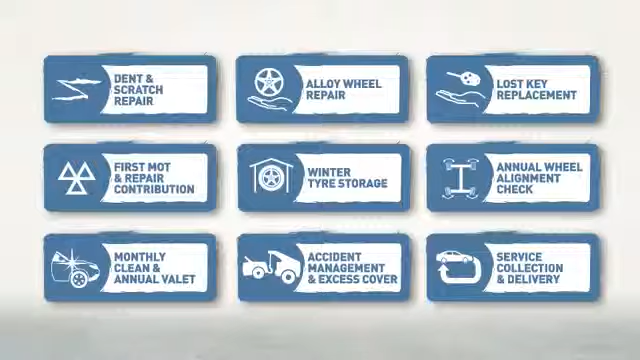 DENT &
SCRATCH
REPAIR
ALLOY WHEEL
REPAIR
LOST KEY
REPLACEMENT
FIRST MOT
& REPAIR
CONTRIBUTION
WINTER
TYRE STORAGE
ANNUAL WHEEL
ALIGNMENT
CHECK
MONTHLY
CLEAN &
ANNUAL VALET
ACCIDENT
MANAGEMENT
& EXCESS COVER
SERVICE
COLLECTION
& DELIVERY